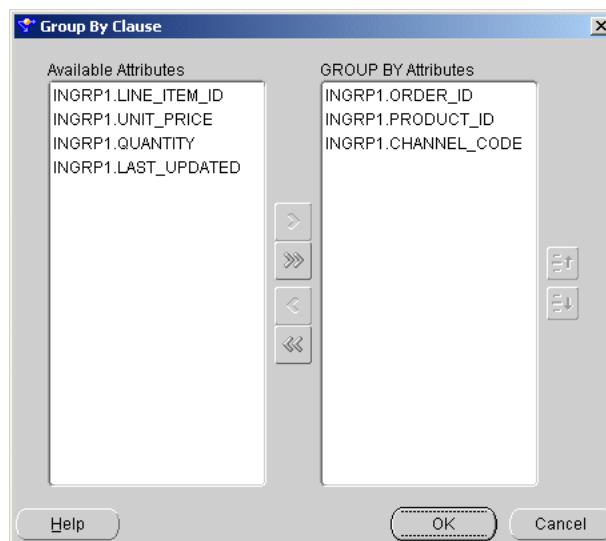 Group By Clause
Available Attributes
INGRP1.LINE_ITEM_ID
INGRP1.UNIT_PRICE
INGRP1.QUANTITY
INGRP1.LAST_UPDATED
GROUP BY Attributes
INGRP1.ORDER_ID
INGRP1.PRODUCT_ID
INGRP1.CHANNEL_CODE
Help
OK
Cancel